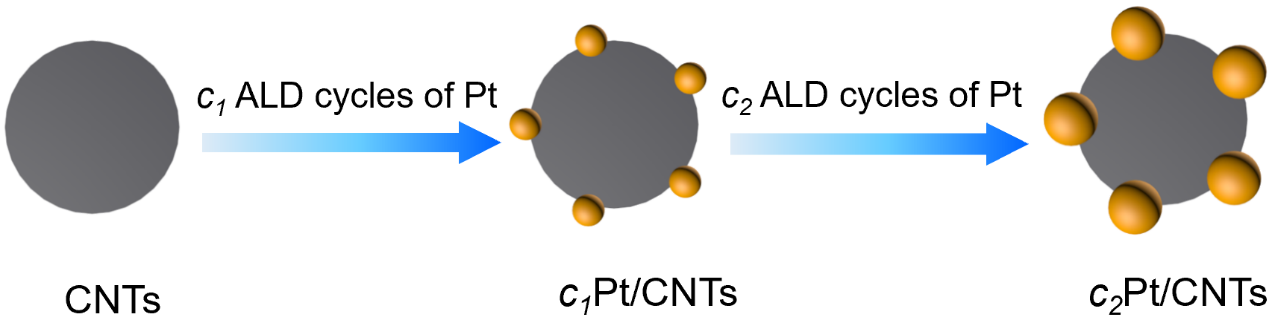 c₁ ALD cycles of Pt
c₂ ALD cycles of Pt
CNTs
c₁Pt/CNTs
c₂Pt/CNTs